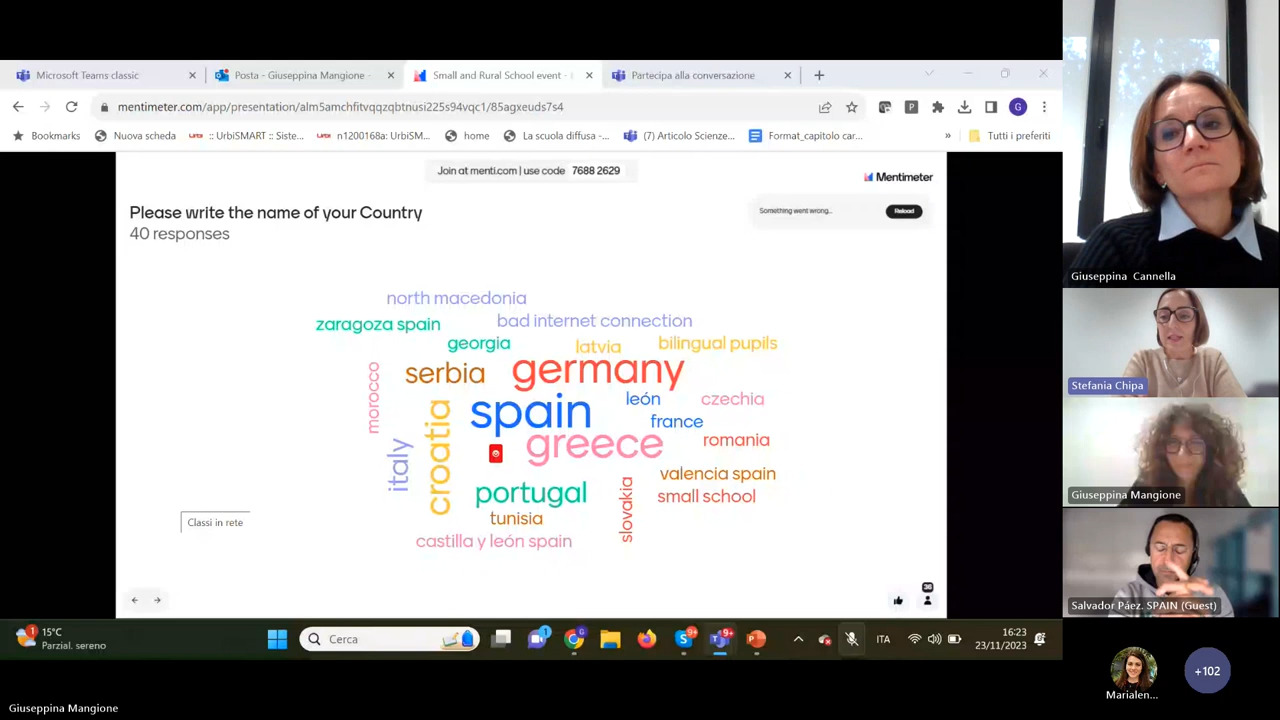 Microsoft Teams classic
Posta - Giuseppina Mangione -
Small and Rural School event -
Partecipa alla conversazione
mentimeter.com/app/presentation/alm5amchfitvqqzqbtnusi225s94vqc1/85agxeuds7s4
Bookmarks
Nuova scheda
:: UrbiSMART :: Siste...
n1200168a: UrbiSM...
home
La scuola diffusa -...
(7) Articolo Scienze...
Format_capitolo car...
»
Tutti i preferiti
Join at menti.com | use code 7688 2629
Mentimeter
Please write the name of your Country
40 responses
Something went wrong...
Reload
north macedonia
zaragoza spain
bad internet connection
georgia
latvia
bilingual pupils
serbia
germany
morocco
spain
león
czechia
croatia
france
greece
romania
italy
valencia spain
portugal
small school
slovakia
tunisia
castilla y león spain
Classi in rete
36
15°C
Parzial. sereno
Cerca
ITA
16:23
23/11/2023
Giuseppina Cannella
Stefania Chipa
Giuseppina Mangione
Salvador Páez. SPAIN (Guest)
Marialen...
+102
Giuseppina Mangione